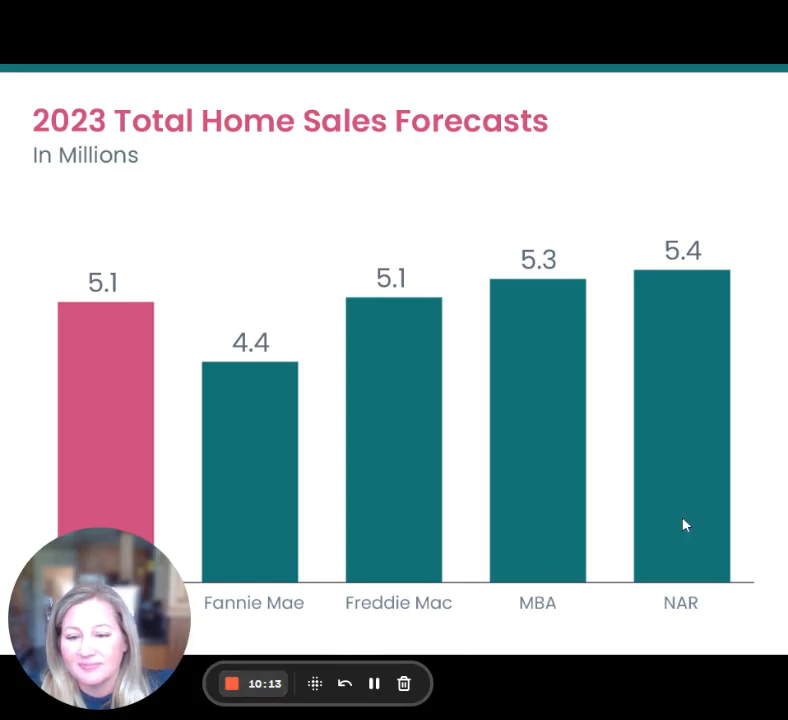 2023 Total Home Sales Forecasts
In Millions
5.1
4.4
5.1
5.3
5.4
Fannie Mae
Freddie Mac
MBA
NAR
10:13